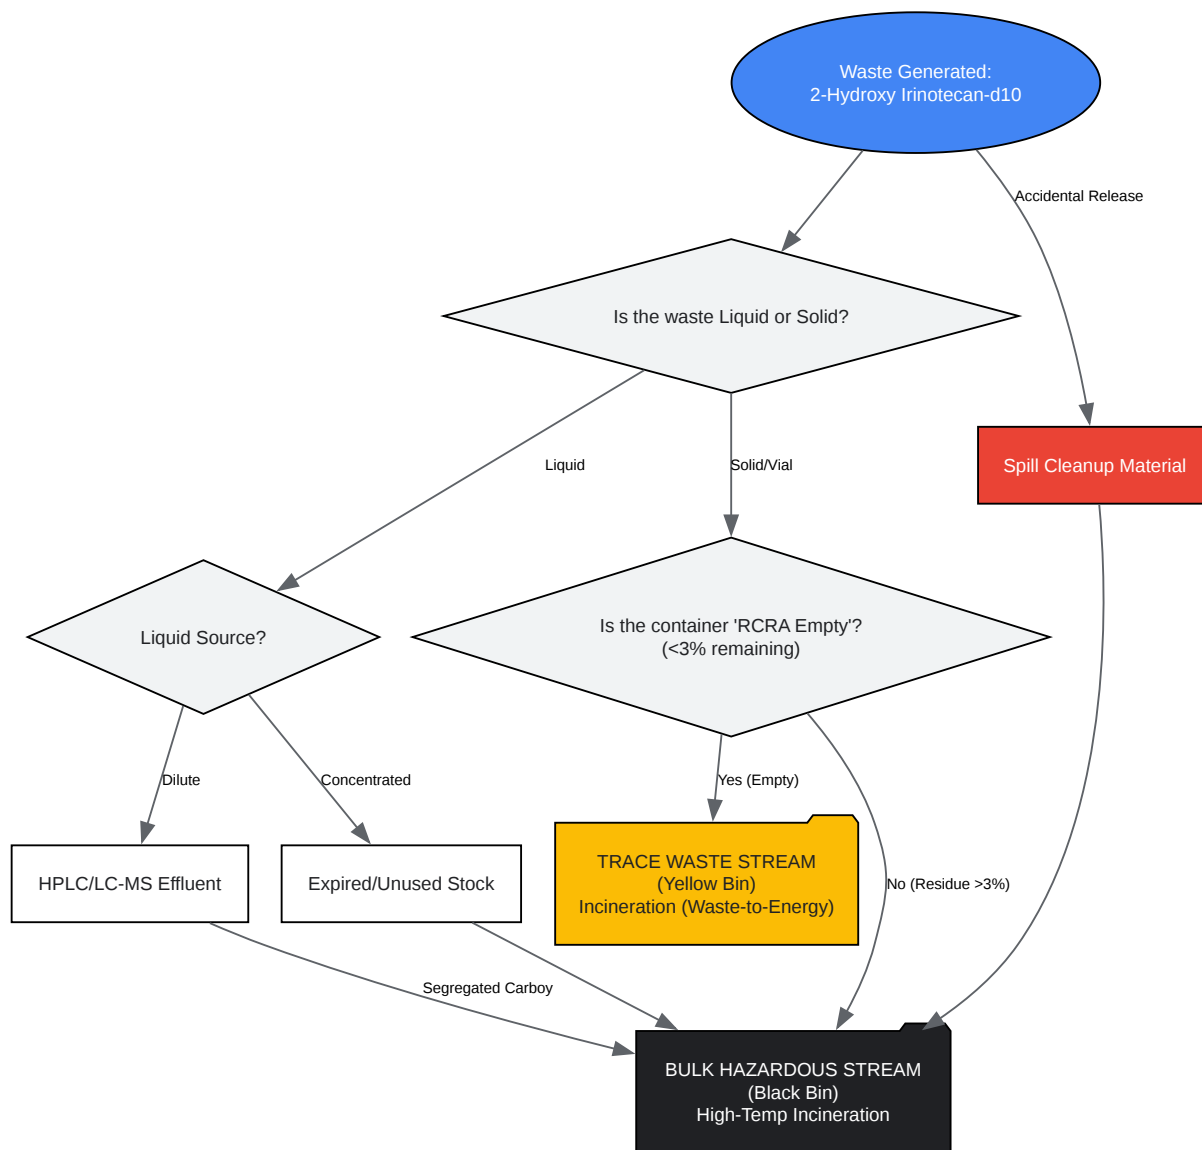 Waste Generated:
2-Hydroxy Irinotecan-d10
Accidental Release
Is the waste Liquid or Solid?
Liquid
Solid/Vial
Spill Cleanup Material
Liquid Source?
Is the container 'RCRA Empty'?
(<3% remaining)
Dilute
Concentrated
Yes (Empty)
HPLC/LC-MS Effluent
Expired/Unused Stock
TRACE WASTE STREAM
(Yellow Bin)
Incineration (Waste-to-Energy)
No (Residue >3%)
Segregated Carboy
BULK HAZARDOUS STREAM
(Black Bin)
High-Temp Incineration